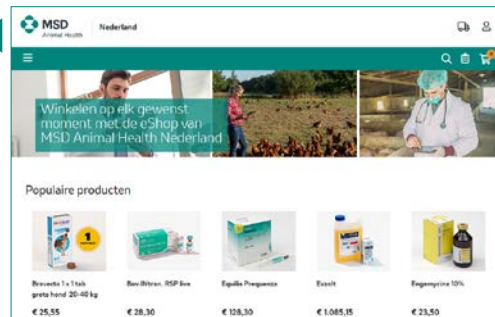 MSD
Animal Health
Nederland
Winkelen op elk gewenst
moment met de eShop van
MSD Animal Health Nederland
Populaire producten
1
Bravecto 1 x 1 tab
grote hond 20-40 kg
Bovilis INtran. RSP live
Equilis Prequenza
Exzolt
Engemycine 10%
€ 25,55
€ 28,30
€ 128,30
€ 1.085,15
€ 23,50